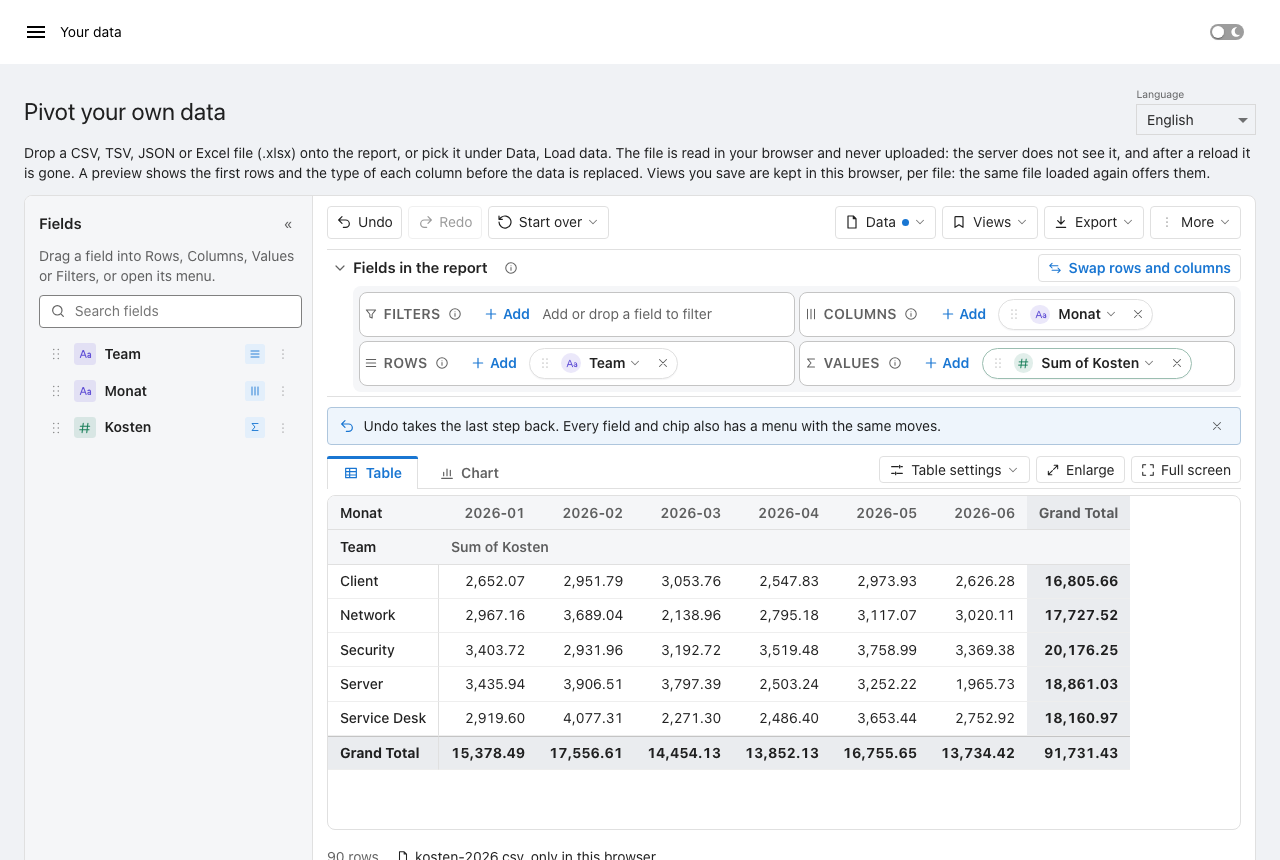 Your data
Pivot your own data
Language
English
Drop a CSV, TSV, JSON or Excel file (.xlsx) onto the report, or pick it under Data, Load data. The file is read in your browser and never uploaded: the server does not see it, and after a reload it
is gone. A preview shows the first rows and the type of each column before the data is replaced. Views you save are kept in this browser, per file: the same file loaded again offers them.
Fields «
Drag a field into Rows, Columns, Values
or Filters, or open its menu.
Search fields
Aa Team
Aa Monat
# Kosten Σ
Undo Redo Start over Data Views Export More
Fields in the report Swap rows and columns
FILTERS + Add Add or drop a field to filter
COLUMNS + Add Aa Monat ×
ROWS + Add Aa Team ×
Σ VALUES + Add # Sum of Kosten ×
Undo takes the last step back. Every field and chip also has a menu with the same moves. ×
Table Chart Table settings Enlarge Full screen
Monat 2026-01 2026-02 2026-03 2026-04 2026-05 2026-06 Grand Total
Team Sum of Kosten
Client 2,652.07 2,951.79 3,053.76 2,547.83 2,973.93 2,626.28 16,805.66
Network 2,967.16 3,689.04 2,138.96 2,795.18 3,117.07 3,020.11 17,727.52
Security 3,403.72 2,931.96 3,192.72 3,519.48 3,758.99 3,369.38 20,176.25
Server 3,435.94 3,906.51 3,797.39 2,503.24 3,252.22 1,965.73 18,861.03
Service Desk 2,919.60 4,077.31 2,271.30 2,486.40 3,653.44 2,752.92 18,160.97
Grand Total 15,378.49 17,556.61 14,454.13 13,852.13 16,755.65 13,734.42 91,731.43
90 rows kosten-2026.csv, only in this browser